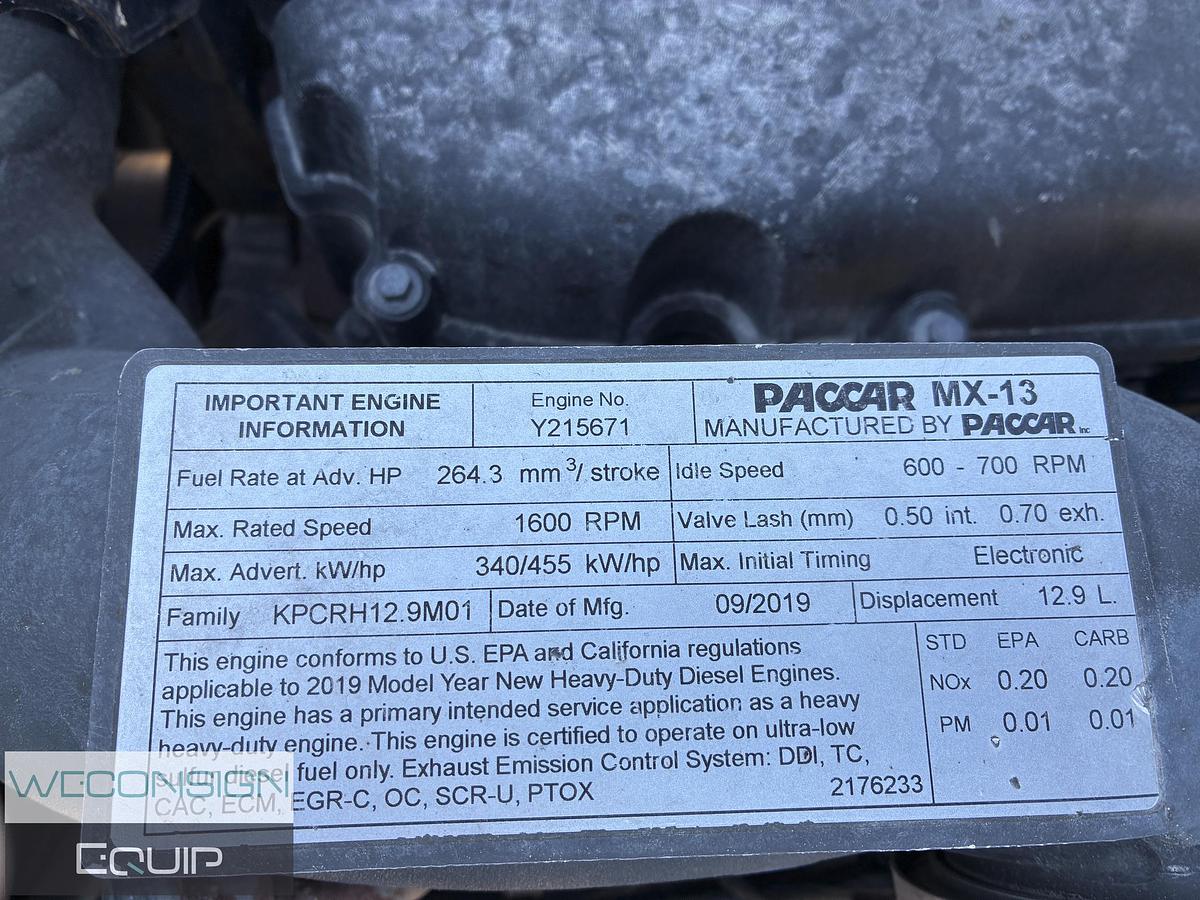 IMPORTANT ENGINE
INFORMATION
Engine No.
Y215671
PACCAR MX-13
MANUFACTURED BY PACCAR Inc
Fuel Rate at Adv. HP 264.3 mm³/ stroke
Idle Speed 600 - 700 RPM
Max. Rated Speed 1600 RPM
Valve Lash (mm) 0.50 int. 0.70 exh.
Max. Advert. kW/hp 340/455 kW/hp
Max. Initial Timing Electronic
Family KPCRH12.9M01
Date of Mfg. 09/2019
Displacement 12.9 L.
This engine conforms to U.S. EPA and California regulations
applicable to 2019 Model Year New Heavy-Duty Diesel Engines.
This engine has a primary intended service application as a heavy
heavy-duty engine. This engine is certified to operate on ultra-low
sulfur diesel fuel only. Exhaust Emission Control System: DDI, TC,
CAC, ECM, EGR-C, OC, SCR-U, PTOX
2176233
STD EPA CARB
NOx 0.20 0.20
PM 0.01 0.01
WECONSIGN
EQUIP